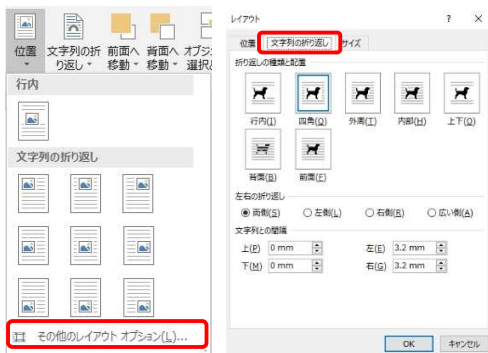 位置
文字列の折り返し
前面へ移動
背面へ移動
オブジ
選択
行内
文字列の折り返し
その他のレイアウト オプション(L)...
レイアウト
?
×
位置
文字列の折り返し
サイズ
折り返しの種類と配置
行内(I)
四角(Q)
外周(T)
内部(H)
上下(O)
背面(B)
前面(F)
左右の折り返し
両側(S)
左側(L)
右側(R)
広い側(A)
文字列との間隔
上(P) 0 mm
左(E) 3.2 mm
下(M) 0 mm
右(G) 3.2 mm
OK
キャンセル